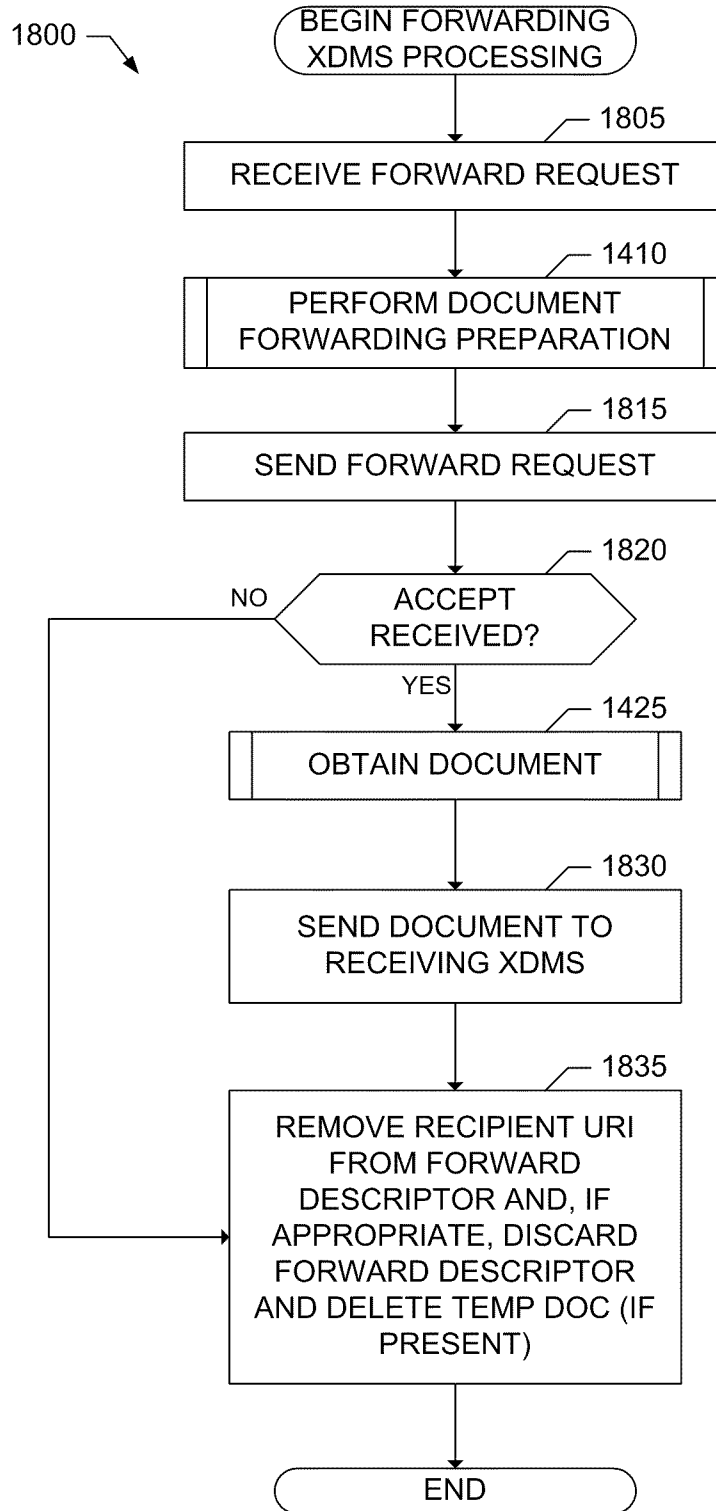 1800
BEGIN FORWARDING
XDMS PROCESSING
1805
RECEIVE FORWARD REQUEST
1410
PERFORM DOCUMENT
FORWARDING PREPARATION
1815
SEND FORWARD REQUEST
1820
NO
ACCEPT
RECEIVED?
YES
1425
OBTAIN DOCUMENT
1830
SEND DOCUMENT TO
RECEIVING XDMS
1835
REMOVE RECIPIENT URI
FROM FORWARD
DESCRIPTOR AND, IF
APPROPRIATE, DISCARD
FORWARD DESCRIPTOR
AND DELETE TEMP DOC (IF
PRESENT)
END